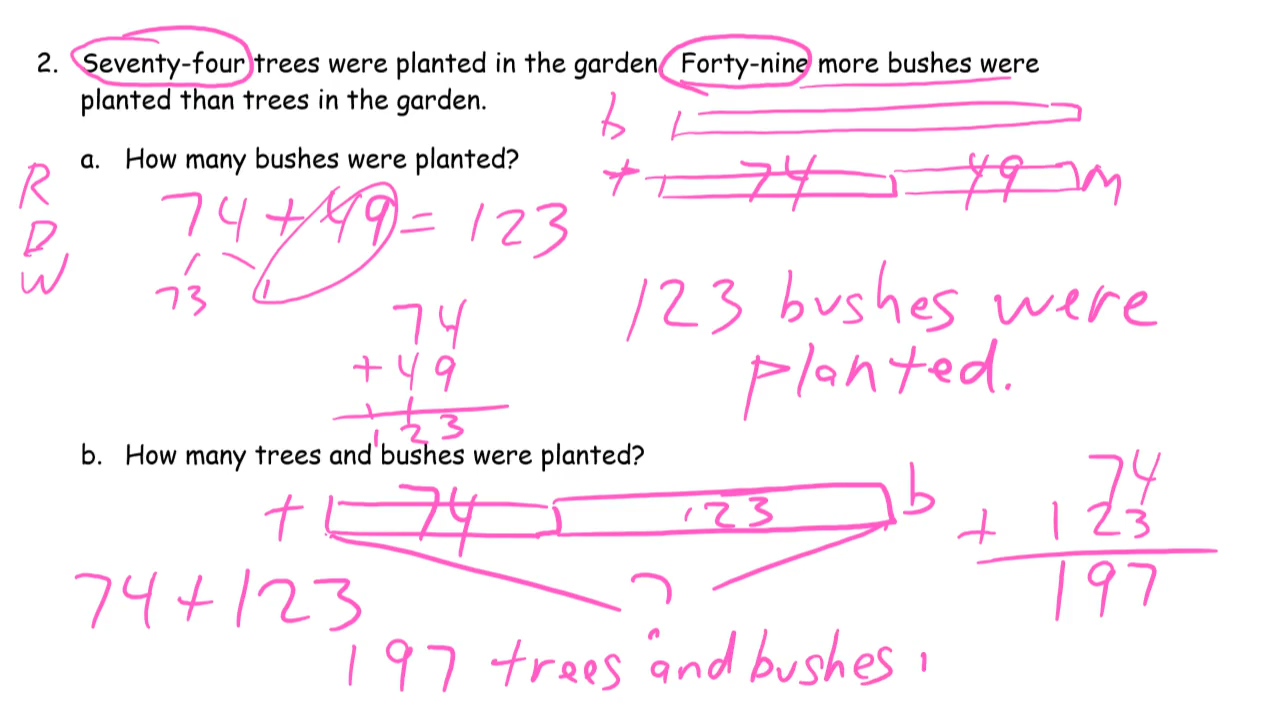 2. Seventy-four trees were planted in the garden. Forty-nine more bushes were
planted than trees in the garden.
b
a. How many bushes were planted?
t 74 49 m
R
D
W
74 + 49 = 123
73 1
74
+ 49
123
123 bushes were
planted.
b. How many trees and bushes were planted?
t 74 123 b
74
+ 123
197
74 + 123
?
197 trees and bushes